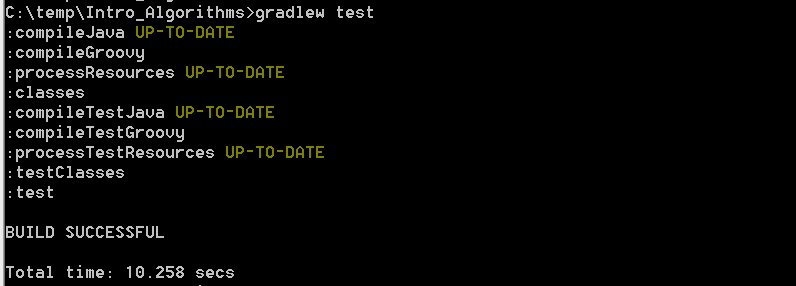 C:\temp\Intro_Algorithms>gradlew test
:compileJava UP-TO-DATE
:compileGroovy
:processResources UP-TO-DATE
:classes
:compileTestJava UP-TO-DATE
:compileTestGroovy
:processTestResources UP-TO-DATE
:testClasses
:test
BUILD SUCCESSFUL
Total time: 10.258 secs